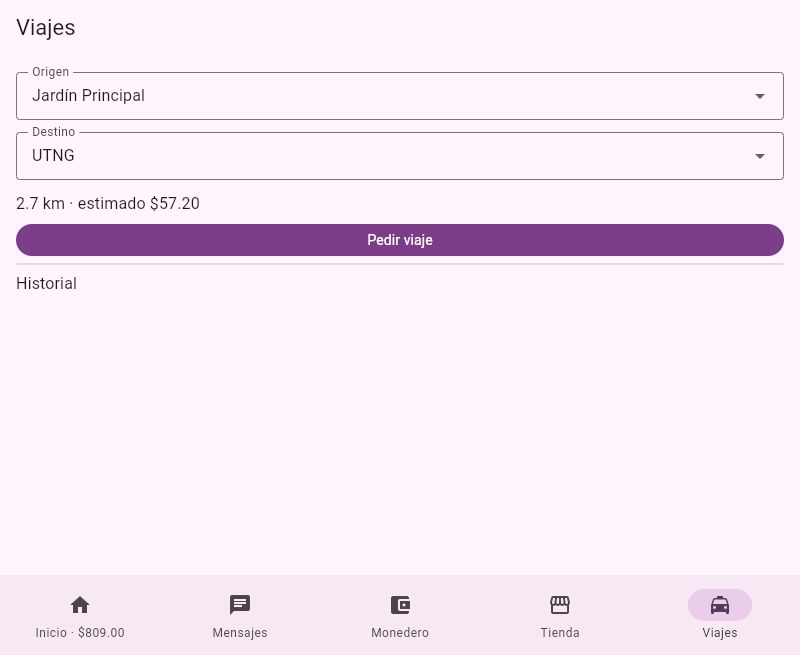 Viajes
Origen
Jardín Principal
Destino
UTNG
2.7 km · estimado $57.20
Pedir viaje
Historial
Inicio · $809.00
Mensajes
Monedero
Tienda
Viajes